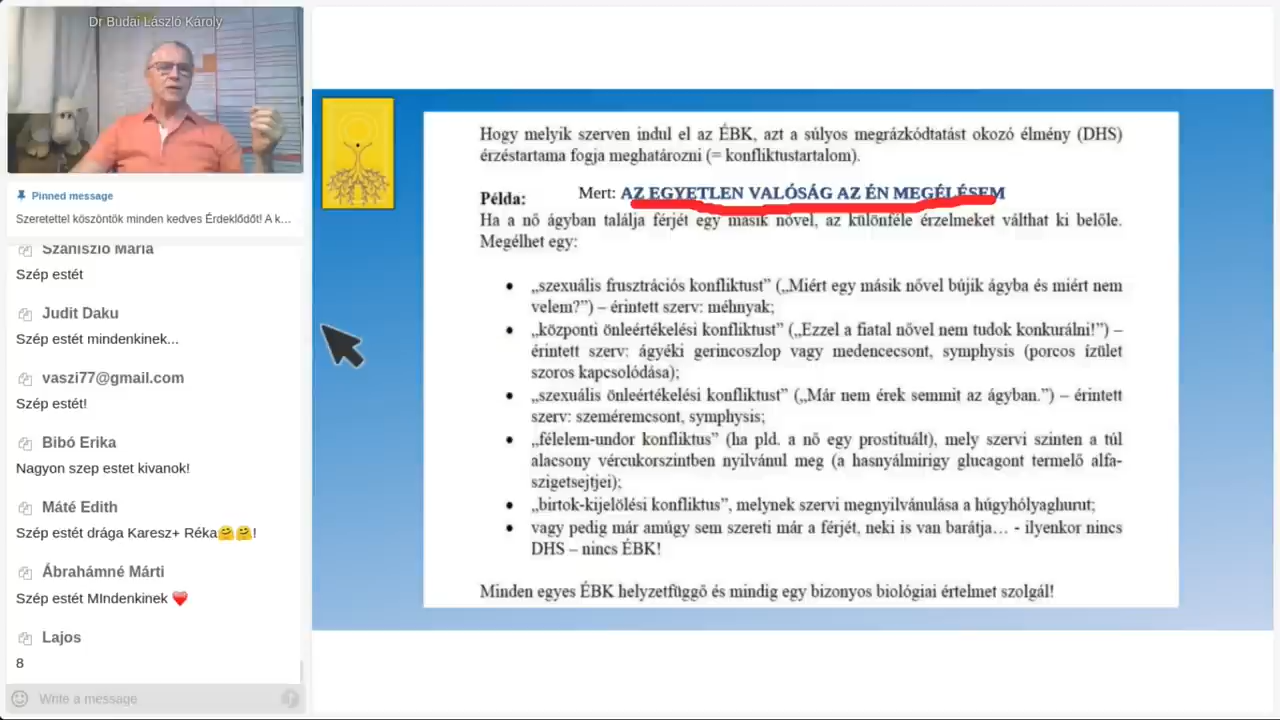 Dr Budai László Károly
Pinned message
Szeretettel köszöntök minden kedves Érdeklődőt! A k...
Szaniszló Mária
Szép estét
Judit Daku
Szép estét mindenkinek...
vaszi77@gmail.com
Szép estét!
Bibó Erika
Nagyon szep estet kivanok!
Máté Edith
Szép estét drága Karesz+ Réka🤗🤗!
Ábrahámné Márti
Szép estét MIndenkinek ❤️
Lajos
8
Write a message
Hogy melyik szerven indul el az ÉBK, azt a súlyos megrázkódtatást okozó élmény (DHS)
érzéstartama fogja meghatározni (= konfliktustartalom).
Mert: AZ EGYETLEN VALÓSÁG AZ ÉN MEGÉLÉSEM
Példa:
Ha a nő ágyban találja férjét egy másik nővel, az különféle érzelmeket válthat ki belőle.
Megélhet egy:
• „szexuális frusztrációs konfliktust” („Miért egy másik nővel bújik ágyba és miért nem
velem?”) – érintett szerv: méhnyak;
• „központi önleértékelési konfliktust” („Ezzel a fiatal nővel nem tudok konkurálni!”) –
érintett szerv: ágyéki gerincoszlop vagy medencecsont, symphysis (porcos ízület
szoros kapcsolódása);
• „szexuális önleértékelési konfliktust” („Már nem érek semmit az ágyban.”) – érintett
szerv: szeméremcsont, symphysis;
• „félelem-undor konfliktus” (ha pld. a nő egy prostituált), mely szervi szinten a túl
alacsony vércukorszintben nyilvánul meg (a hasnyálmirigy glucagont termelő alfa-
szigetsejtjei);
• „birtok-kijelölési konfliktus”, melynek szervi megnyilvánulása a húgyhólyaghurut;
• vagy pedig már amúgy sem szereti már a férjét, neki is van barátja… - ilyenkor nincs
DHS – nincs ÉBK!
Minden egyes ÉBK helyzetfüggő és mindig egy bizonyos biológiai értelmet szolgál!